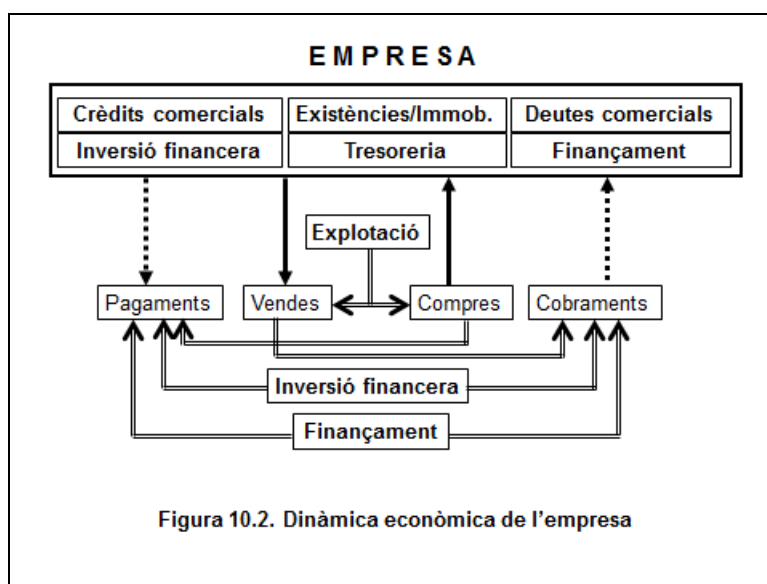 EMPRESA
Crèdits comercials
Existències/Immob.
Deutes comercials
Inversió financera
Tresoreria
Finançament
Explotació
Pagaments
Vendes
Compres
Cobraments
Inversió financera
Finançament
Figura 10.2. Dinàmica econòmica de l'empresa